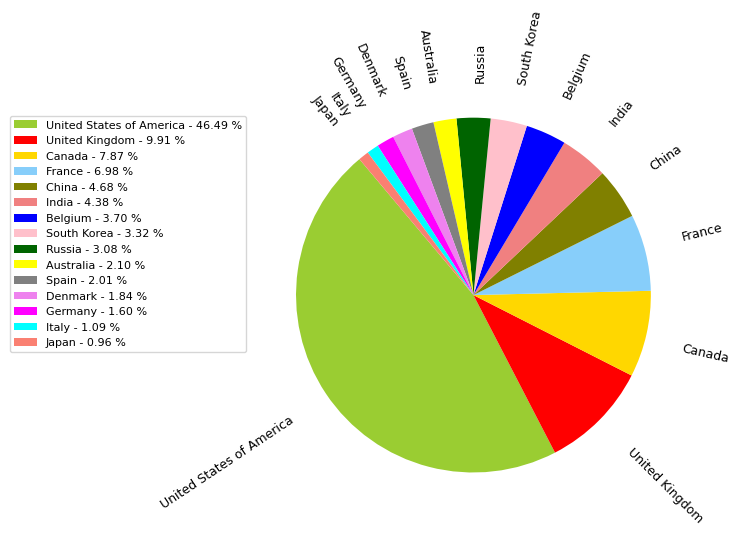 United States of America - 46.49 %
United Kingdom - 9.91 %
Canada - 7.87 %
France - 6.98 %
China - 4.68 %
India - 4.38 %
Belgium - 3.70 %
South Korea - 3.32 %
Russia - 3.08 %
Australia - 2.10 %
Spain - 2.01 %
Denmark - 1.84 %
Germany - 1.60 %
Italy - 1.09 %
Japan - 0.96 %
Japan
Italy
Germany
Denmark
Spain
Australia
Russia
South Korea
Belgium
India
China
France
Canada
United Kingdom
United States of America